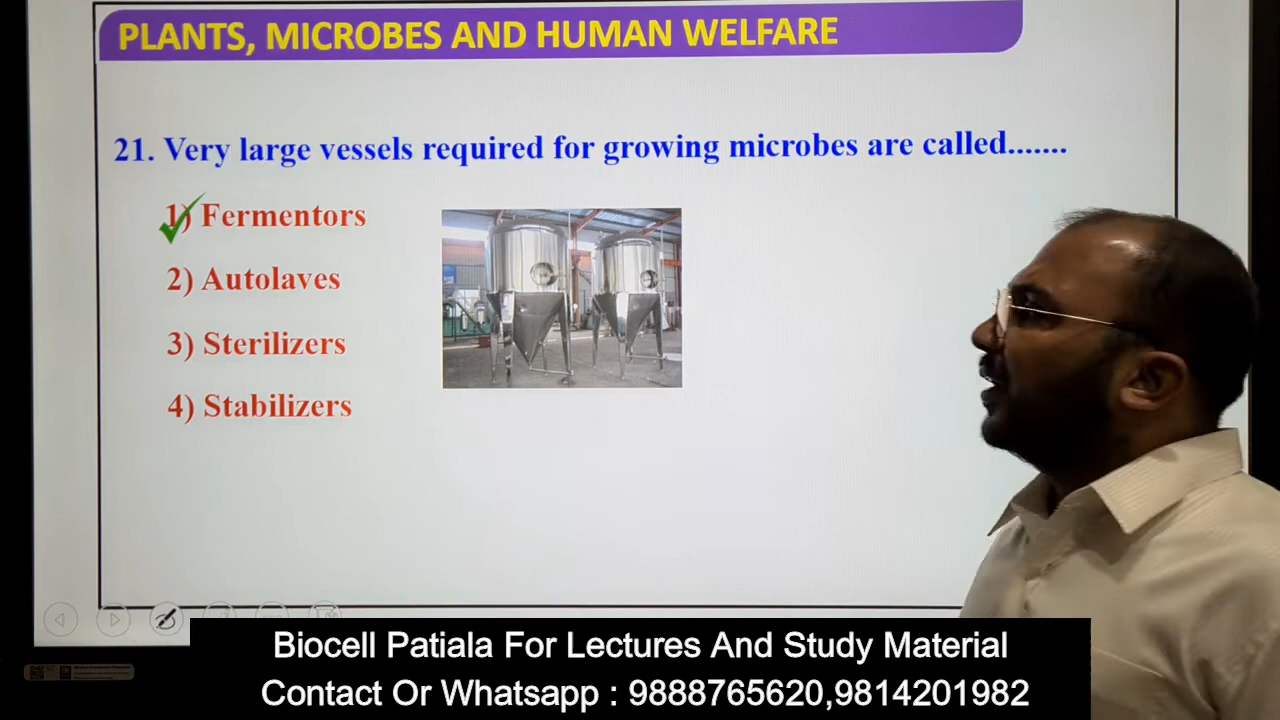 PLANTS, MICROBES AND HUMAN WELFARE
21. Very large vessels required for growing microbes are called.......
1) Fermentors
2) Autolaves
3) Sterilizers
4) Stabilizers
Biocell Patiala For Lectures And Study Material
Contact Or Whatsapp : 9888765620,9814201982